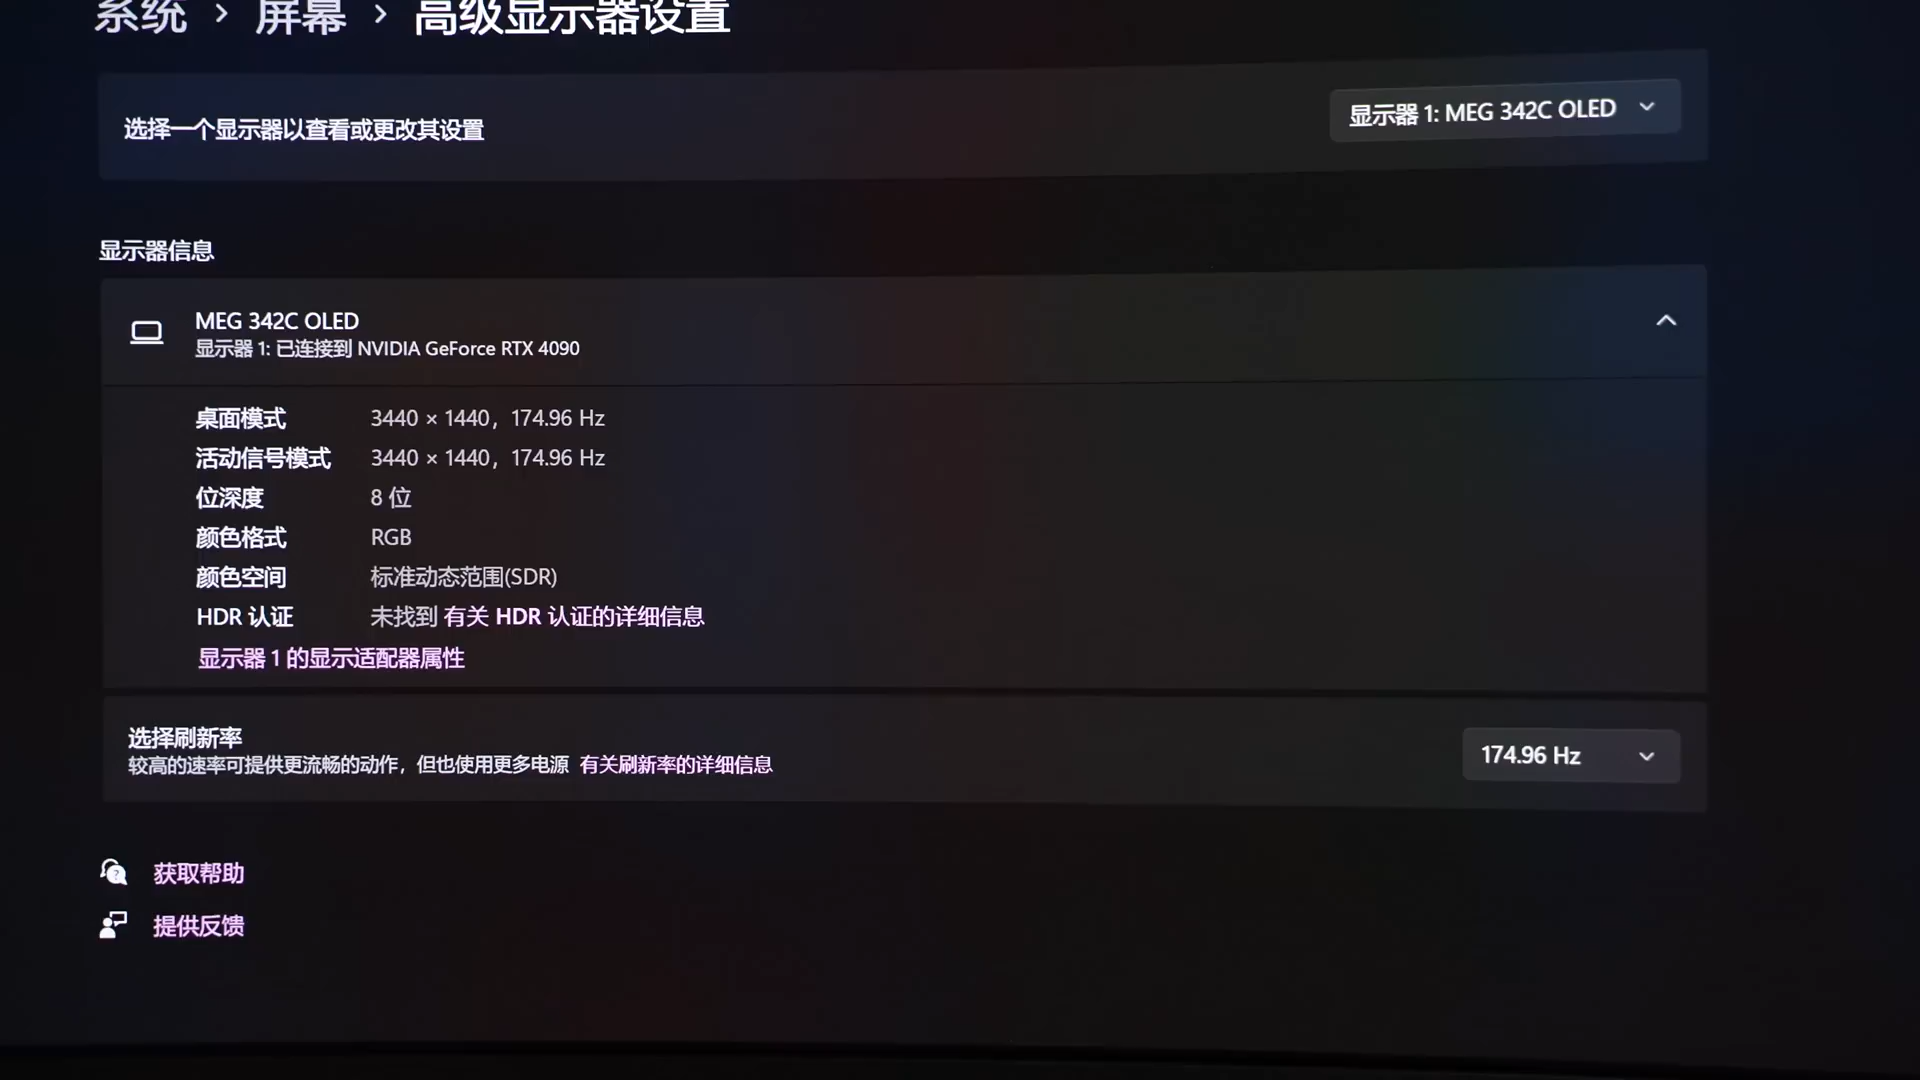 系统 › 屏幕 › 高级显示器设置
选择一个显示器以查看或更改其设置
显示器 1: MEG 342C OLED
显示器信息
MEG 342C OLED
显示器 1: 已连接到 NVIDIA GeForce RTX 4090
桌面模式 3440 × 1440，174.96 Hz
活动信号模式 3440 × 1440，174.96 Hz
位深度 8 位
颜色格式 RGB
颜色空间 标准动态范围(SDR)
HDR 认证 未找到 有关 HDR 认证的详细信息
显示器 1 的显示适配器属性
选择刷新率
较高的速率可提供更流畅的动作，但也使用更多电源 有关刷新率的详细信息
174.96 Hz
获取帮助
提供反馈